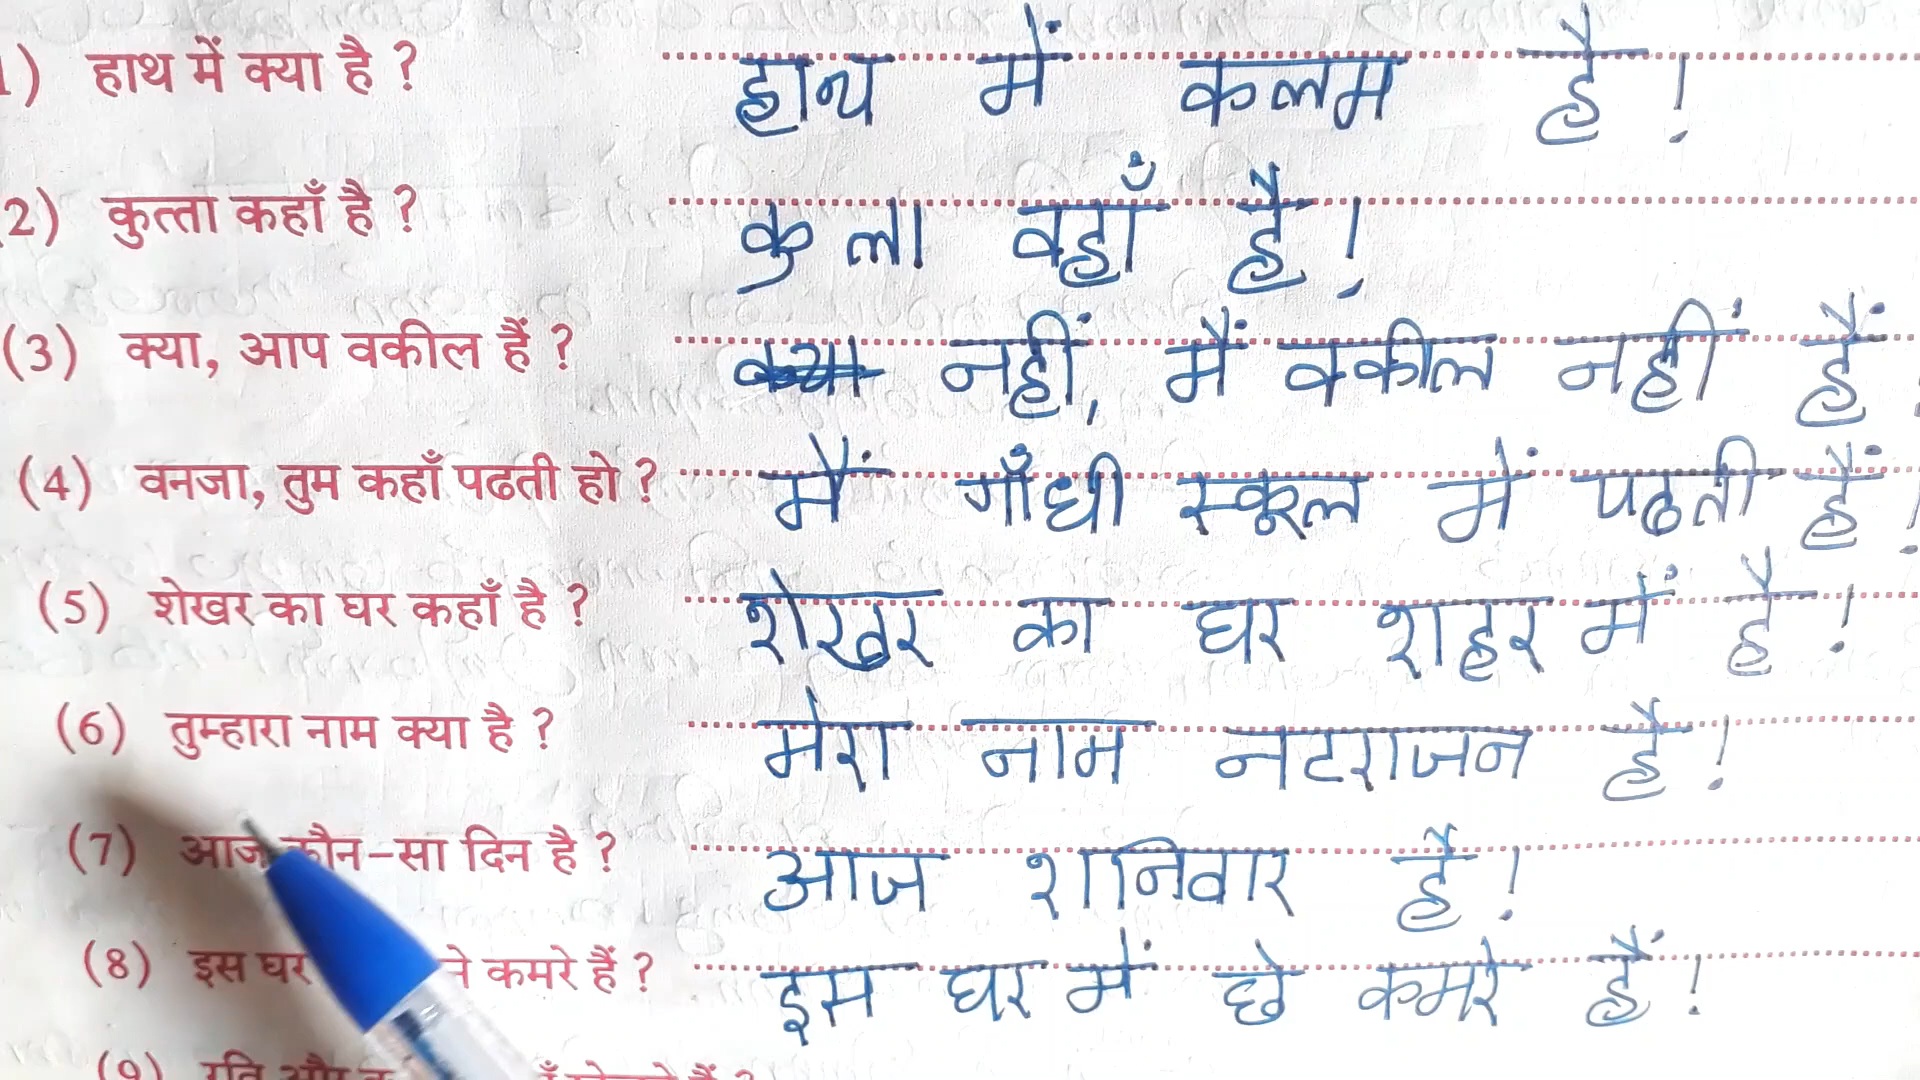 1) हाथ में क्या है ? हाथ में कलम है !
2) कुत्ता कहाँ है ? कुत्ता वहाँ है !
(3) क्या, आप वकील हैं ? नहीं, मैं वकील नहीं हैं !
(4) वनजा, तुम कहाँ पढती हो ? मैं गाँधी स्कूल में पढती हैं !
(5) शेखर का घर कहाँ है ? शेखर का घर शहर में है !
(6) तुम्हारा नाम क्या है ? मेरा नाम नटराजन है !
(7) आज कौन-सा दिन है ? आज शनिवार है !
(8) इस घर कमरे हैं ? इस घर में छे कमरे हैं !
(9)